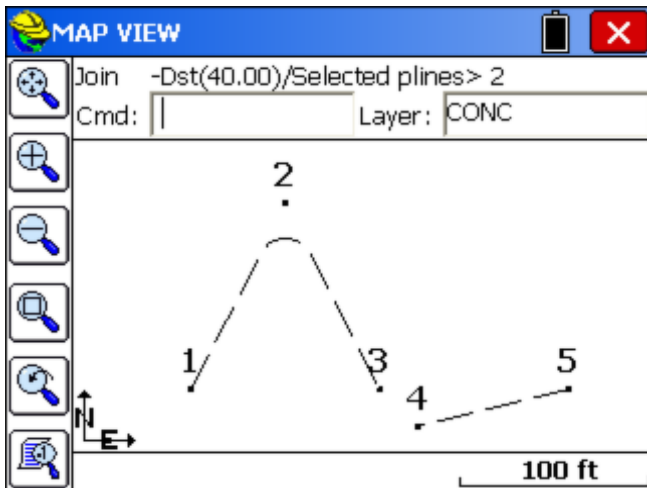 MAP VIEW
Join -Dst(40.00)/Selected plines> 2
Cmd: Layer: CONC
2
1 3 5
4
N
E
100 ft